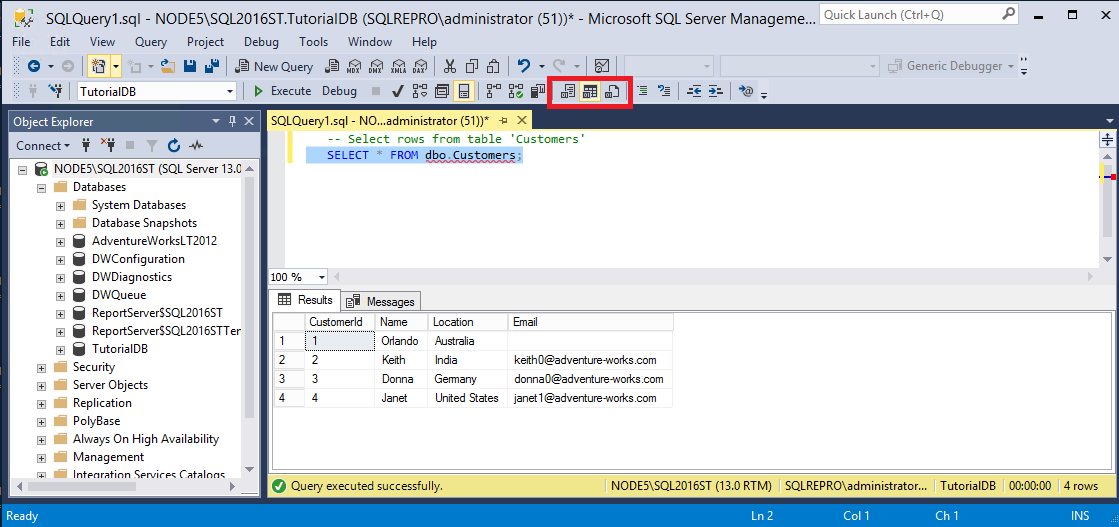 SQLQuery1.sql - NODE5\SQL2016ST.TutorialDB (SQLREPRO\administrator (51))* - Microsoft SQL Server Manageme...
Quick Launch (Ctrl+Q)
File Edit View Query Project Debug Tools Window Help
New Query MDX DMX XMLA DAX Generic Debugger
TutorialDB Execute Debug
Object Explorer
Connect
NODE5\SQL2016ST (SQL Server 13.0
Databases
System Databases
Database Snapshots
AdventureWorksLT2012
DWConfiguration
DWDiagnostics
DWQueue
ReportServer$SQL2016ST
ReportServer$SQL2016STTen
TutorialDB
Security
Server Objects
Replication
PolyBase
Always On High Availability
Management
Integration Services Catalogs
SQLQuery1.sql - NO...administrator (51))*
-- Select rows from table 'Customers'
SELECT * FROM dbo.Customers;
100 %
Results Messages
CustomerId Name Location Email
1 1 Orlando Australia
2 2 Keith India keith0@adventure-works.com
3 3 Donna Germany donna0@adventure-works.com
4 4 Janet United States janet1@adventure-works.com
Query executed successfully. NODE5\SQL2016ST (13.0 RTM) SQLREPRO\administrator... TutorialDB 00:00:00 4 rows
Ready Ln 2 Col 1 Ch 1 INS